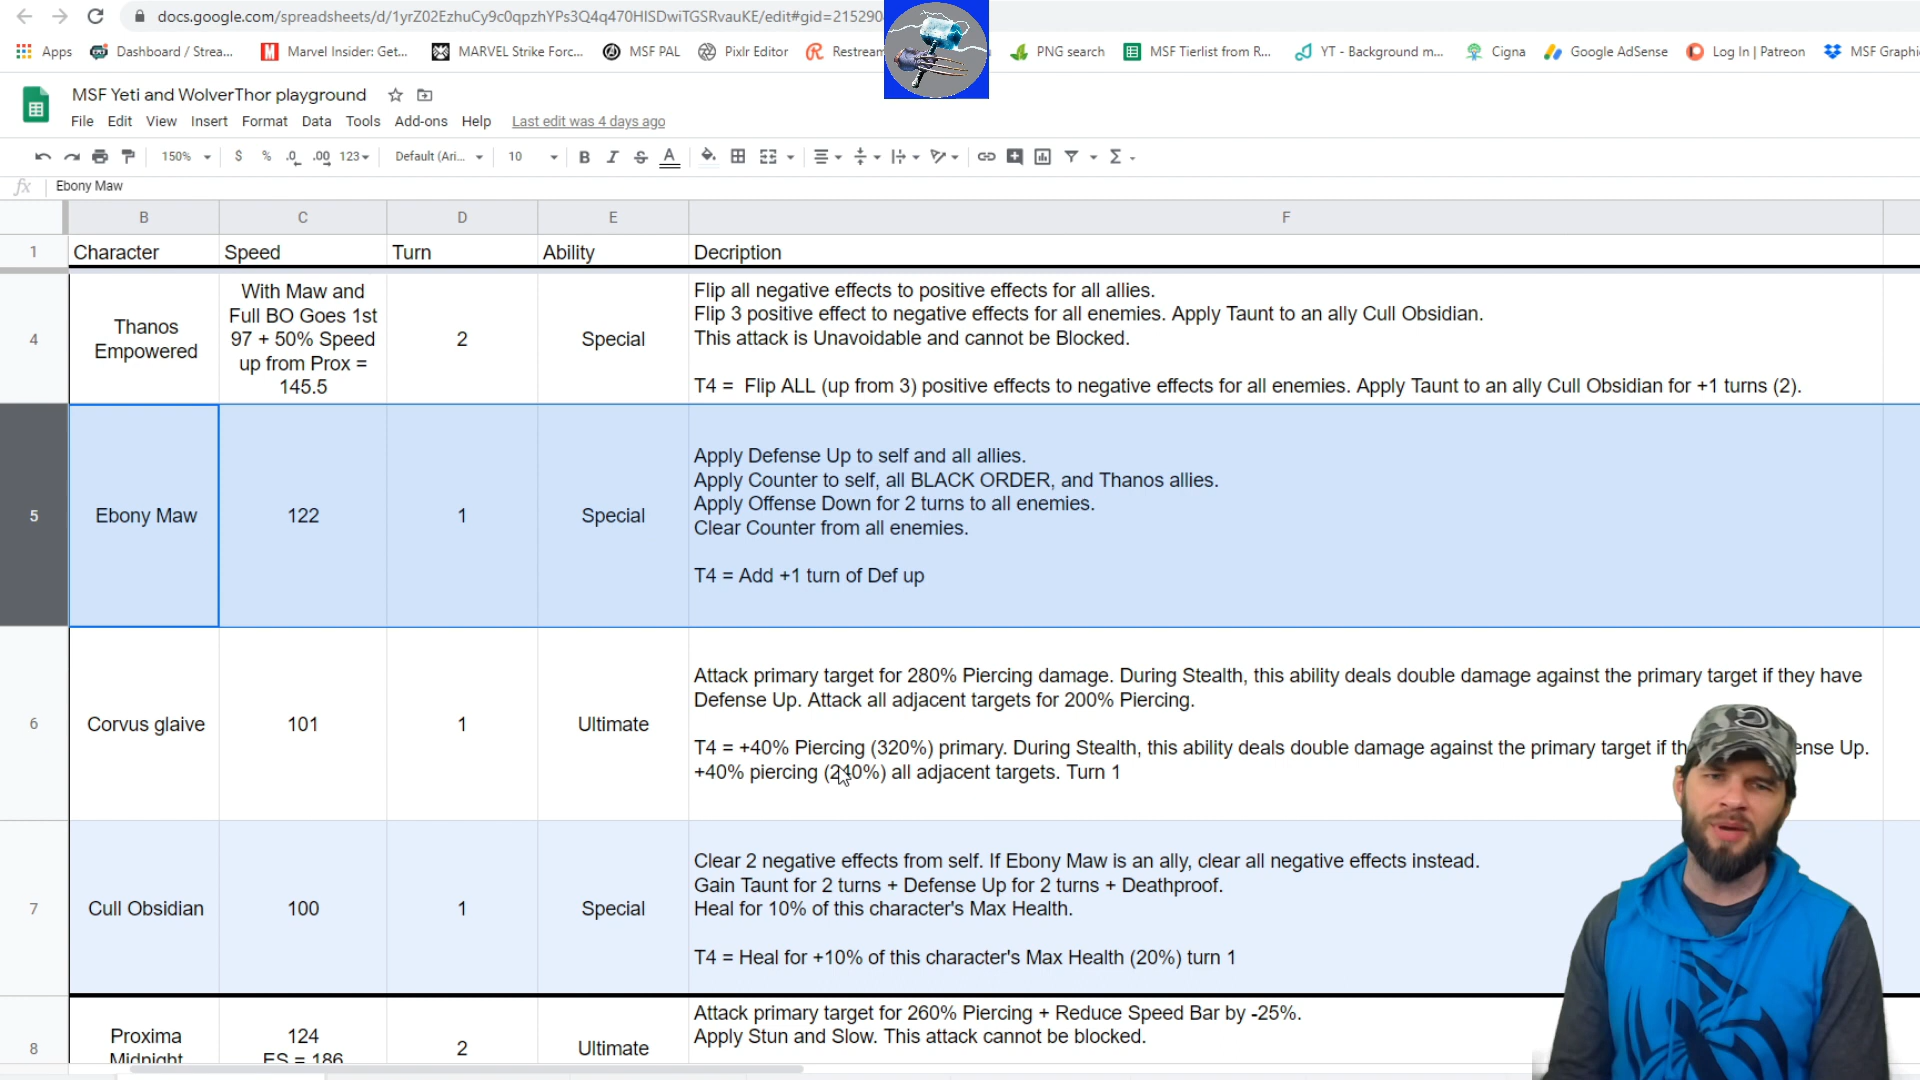 docs.google.com/spreadsheets/d/1yrZ02EzhuCy9c0qpzhYPs3Q4q470HISDwiTGSRvauKE/edit#gid=215290
Apps Dashboard / Strea... Marvel Insider: Get... MARVEL Strike Forc... MSF PAL Pixlr Editor Restream PNG search MSF Tierlist from R... YT - Background m... Cigna Google AdSense Log In | Patreon MSF Graphi
MSF Yeti and WolverThor playground
File Edit View Insert Format Data Tools Add-ons Help Last edit was 4 days ago
150% $ % .0 .00 123 Default (Ari... 10 B I S A
fx Ebony Maw
B C D E F
1 Character Speed Turn Ability Decription
4
Thanos
Empowered
With Maw and
Full BO Goes 1st
97 + 50% Speed
up from Prox =
145.5
2
Special
Flip all negative effects to positive effects for all allies.
Flip 3 positive effect to negative effects for all enemies. Apply Taunt to an ally Cull Obsidian.
This attack is Unavoidable and cannot be Blocked.
T4 = Flip ALL (up from 3) positive effects to negative effects for all enemies. Apply Taunt to an ally Cull Obsidian for +1 turns (2).
5
Ebony Maw
122
1
Special
Apply Defense Up to self and all allies.
Apply Counter to self, all BLACK ORDER, and Thanos allies.
Apply Offense Down for 2 turns to all enemies.
Clear Counter from all enemies.
T4 = Add +1 turn of Def up
6
Corvus glaive
101
1
Ultimate
Attack primary target for 280% Piercing damage. During Stealth, this ability deals double damage against the primary target if they have
Defense Up. Attack all adjacent targets for 200% Piercing.
T4 = +40% Piercing (320%) primary. During Stealth, this ability deals double damage against the primary target if th ense Up.
+40% piercing (240%) all adjacent targets. Turn 1
7
Cull Obsidian
100
1
Special
Clear 2 negative effects from self. If Ebony Maw is an ally, clear all negative effects instead.
Gain Taunt for 2 turns + Defense Up for 2 turns + Deathproof.
Heal for 10% of this character's Max Health.
T4 = Heal for +10% of this character's Max Health (20%) turn 1
8
Proxima
Midnight
124
ES = 186
2
Ultimate
Attack primary target for 260% Piercing + Reduce Speed Bar by -25%.
Apply Stun and Slow. This attack cannot be blocked.